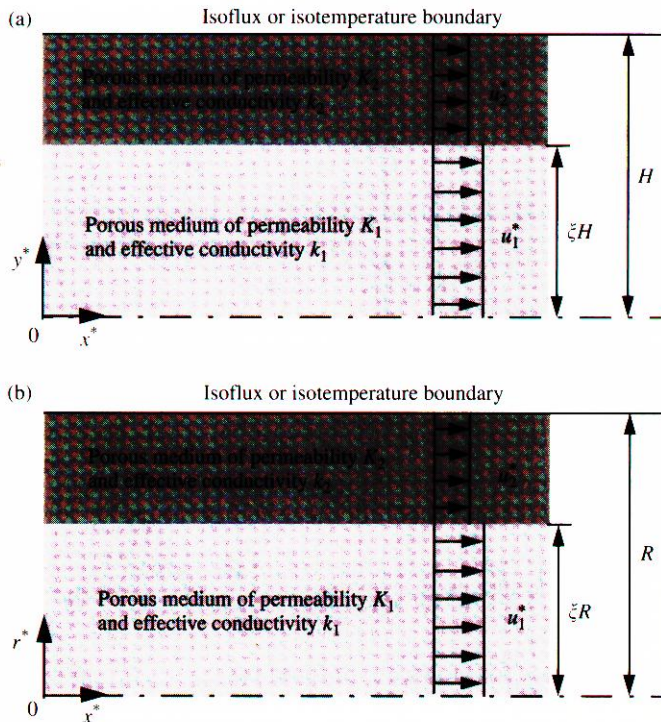 (a)
Isoflux or isotemperature boundary
Porous medium of permeability K2
and effective conductivity k2
u2*
H
Porous medium of permeability K1
and effective conductivity k1
u1*
ξH
y*
0
x*
(b)
Isoflux or isotemperature boundary
Porous medium of permeability K2
and effective conductivity k2
u2*
R
Porous medium of permeability K1
and effective conductivity k1
u1*
ξR
r*
0
x*